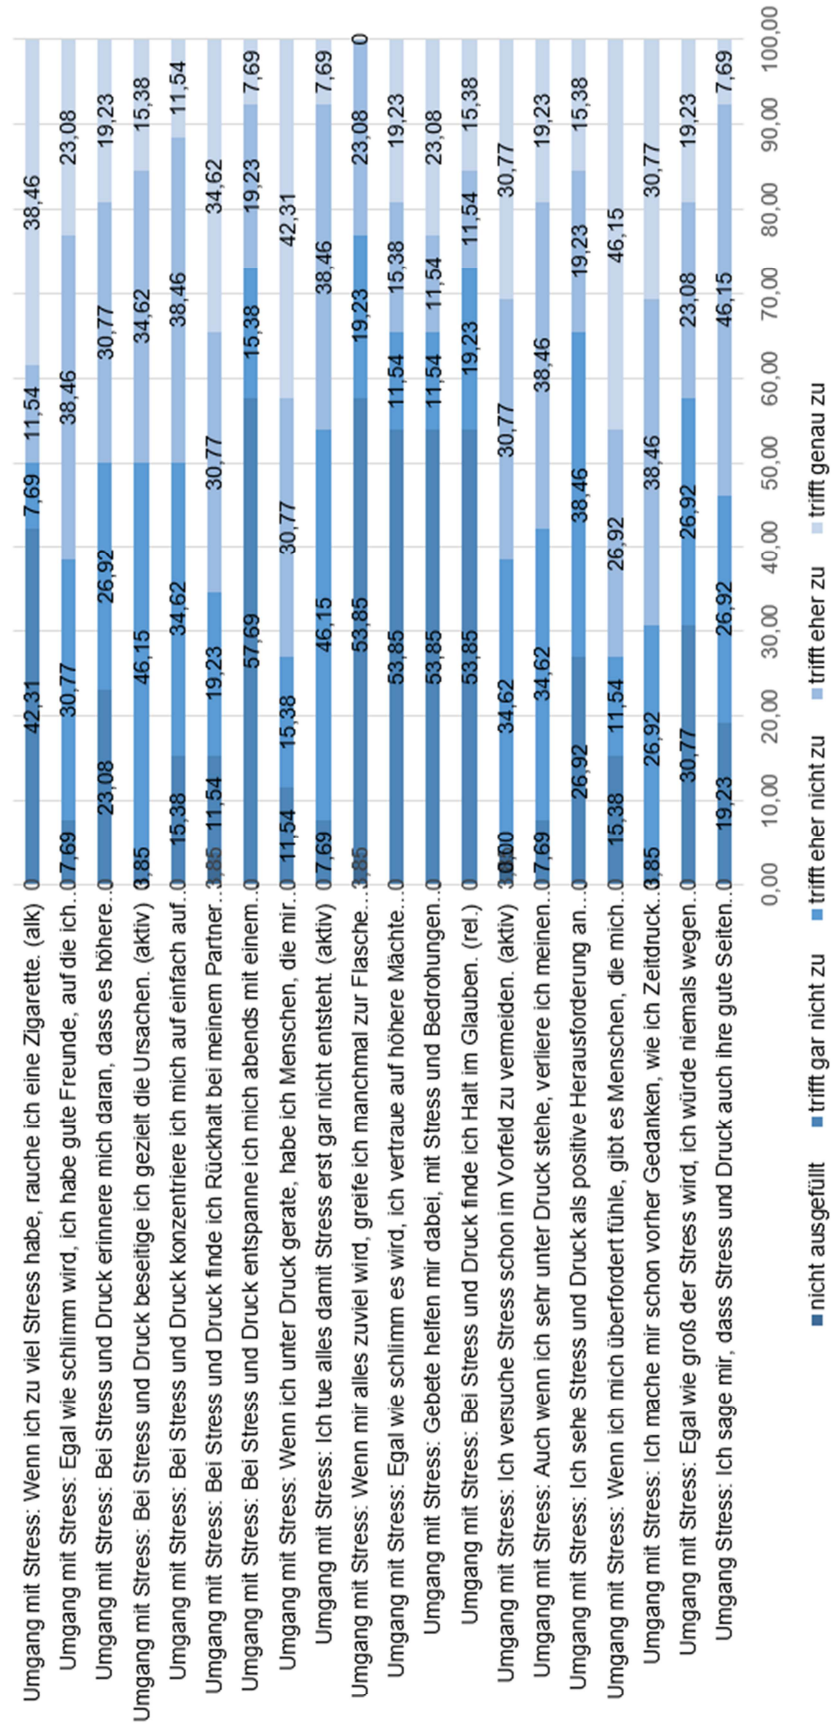 Umgang mit Stress: Wenn ich zu viel Stress habe, rauche ich eine Zigarette. (alk) 0 42,31 7,69 11,54 38,46
Umgang mit Stress: Egal wie schlimm wird, ich habe gute Freunde, auf die ich… 0 7,69 30,77 38,46 23,08
Umgang mit Stress: Bei Stress und Druck erinnere mich daran, dass es höhere… 0 23,08 26,92 30,77 19,23
Umgang mit Stress: Bei Stress und Druck beseitige ich gezielt die Ursachen. (aktiv) 3,85 46,15 34,62 15,38
Umgang mit Stress: Bei Stress und Druck konzentriere ich mich auf einfach auf… 0 15,38 34,62 38,46 11,54
Umgang mit Stress: Bei Stress und Druck finde ich Rückhalt bei meinem Partner… 3,85 11,54 19,23 30,77 34,62
Umgang mit Stress: Bei Stress und Druck entspanne ich mich abends mit einem… 0 57,69 15,38 19,23 7,69
Umgang mit Stress: Wenn ich unter Druck gerate, habe ich Menschen, die mir… 0 11,54 15,38 30,77 42,31
Umgang mit Stress: Ich tue alles damit Stress erst gar nicht entsteht. (aktiv) 0 7,69 46,15 38,46 7,69
Umgang mit Stress: Wenn mir alles zuviel wird, greife ich manchmal zur Flasche… 3,85 53,85 19,23 23,08 0
Umgang mit Stress: Egal wie schlimm es wird, ich vertraue auf höhere Mächte… 0 53,85 11,54 15,38 19,23
Umgang mit Stress: Gebete helfen mir dabei, mit Stress und Bedrohungen… 0 53,85 11,54 11,54 23,08
Umgang mit Stress: Bei Stress und Druck finde ich Halt im Glauben. (rel.) 0 53,85 19,23 11,54 15,38
Umgang mit Stress: Ich versuche Stress schon im Vorfeld zu vermeiden. (aktiv) 34,62 30,77 30,77
Umgang mit Stress: Auch wenn ich sehr unter Druck stehe, verliere ich meinen… 0 7,69 34,62 38,46 19,23
Umgang mit Stress: Ich sehe Stress und Druck als positive Herausforderung an… 0 26,92 38,46 19,23 15,38
Umgang mit Stress: Wenn ich mich überfordert fühle, gibt es Menschen, die mich… 0 15,38 11,54 26,92 46,15
Umgang mit Stress: Ich mache mir schon vorher Gedanken, wie ich Zeitdruck… 3,85 26,92 38,46 30,77
Umgang mit Stress: Egal wie groß der Stress wird, ich würde niemals wegen… 0 30,77 26,92 23,08 19,23
Umgang Stress: Ich sage mir, dass Stress und Druck auch ihre gute Seiten… 0 19,23 26,92 46,15 7,69
0,00 10,00 20,00 30,00 40,00 50,00 60,00 70,00 80,00 90,00 100,00
nicht ausgefüllt trifft gar nicht zu trifft eher nicht zu trifft eher zu trifft genau zu